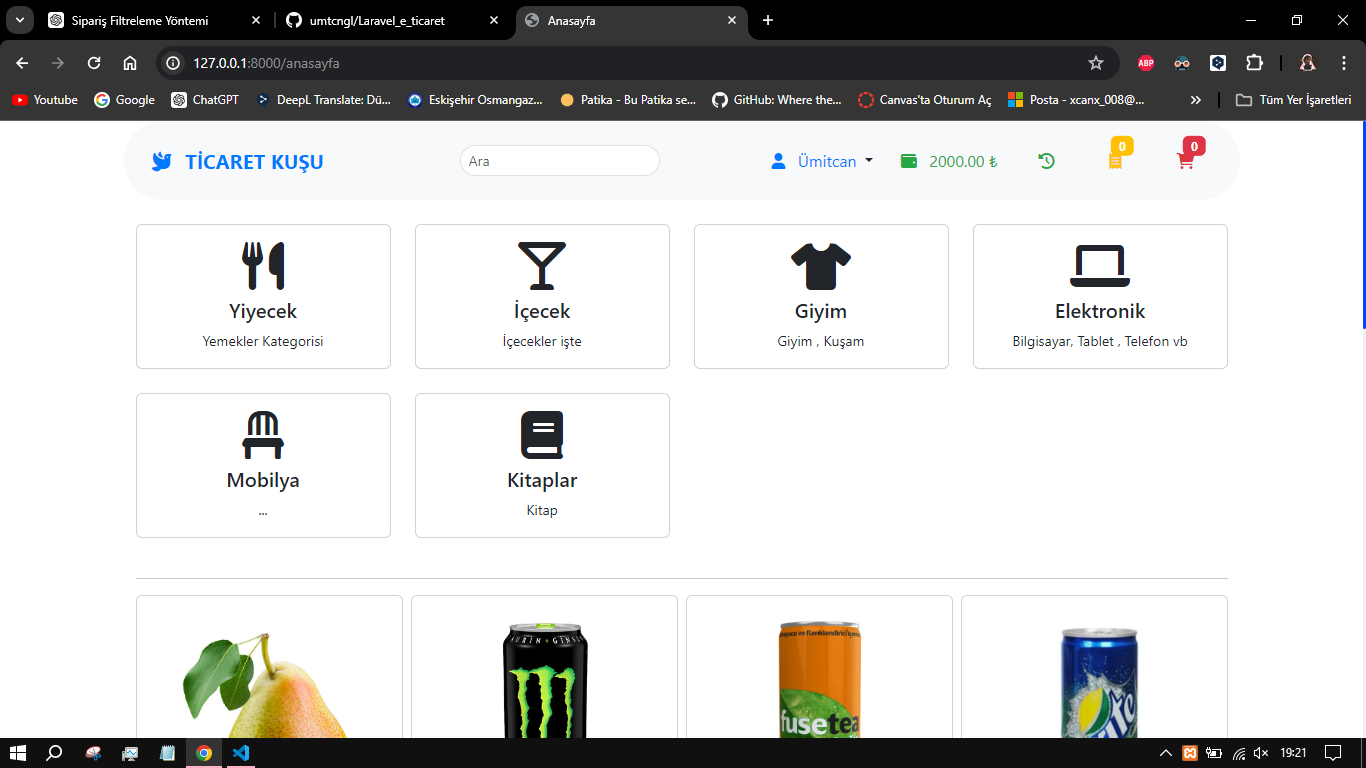 Sipariş Filtreleme Yöntemi
umtcngl/Laravel_e_ticaret
Anasayfa
127.0.0.1:8000/anasayfa
ABP
Youtube
Google
ChatGPT
DeepL Translate: Dü...
Eskişehir Osmangaz...
Patika - Bu Patika se...
GitHub: Where the...
Canvas'ta Oturum Aç
Posta - xcanx_008@...
Tüm Yer İşaretleri
TİCARET KUŞU
Ara
Ümitcan
2000.00 ₺
0
0
Yiyecek
Yemekler Kategorisi
İçecek
İçecekler işte
Giyim
Giyim , Kuşam
Elektronik
Bilgisayar, Tablet , Telefon vb
Mobilya
...
Kitaplar
Kitap
fusetea
19:21